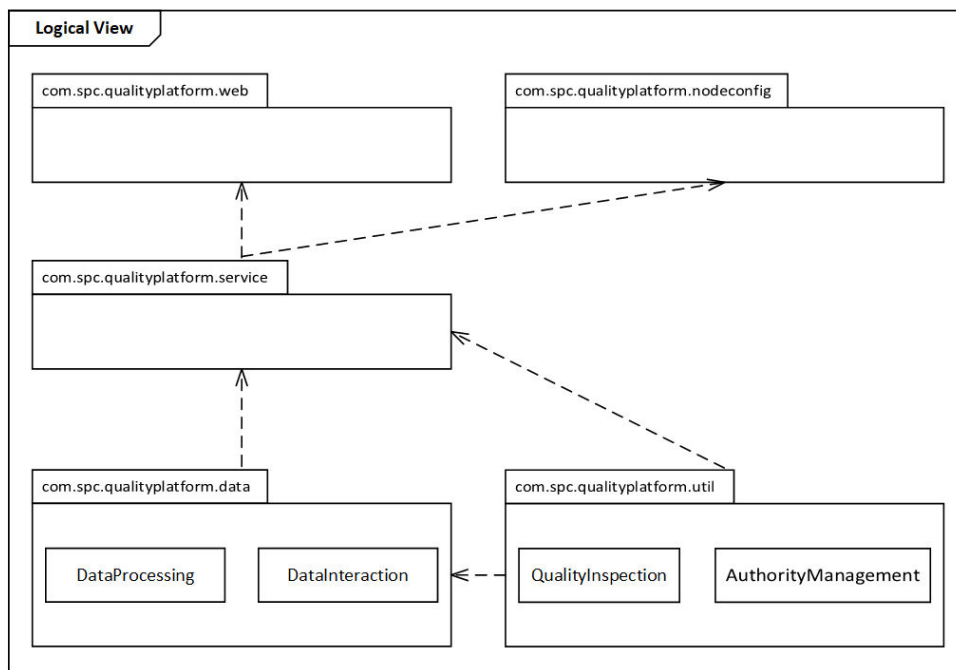 Logical View
com.spc.qualityplatform.web
com.spc.qualityplatform.nodeconfig
com.spc.qualityplatform.service
com.spc.qualityplatform.data
com.spc.qualityplatform.util
DataProcessing
DataInteraction
QualityInspection
AuthorityManagement